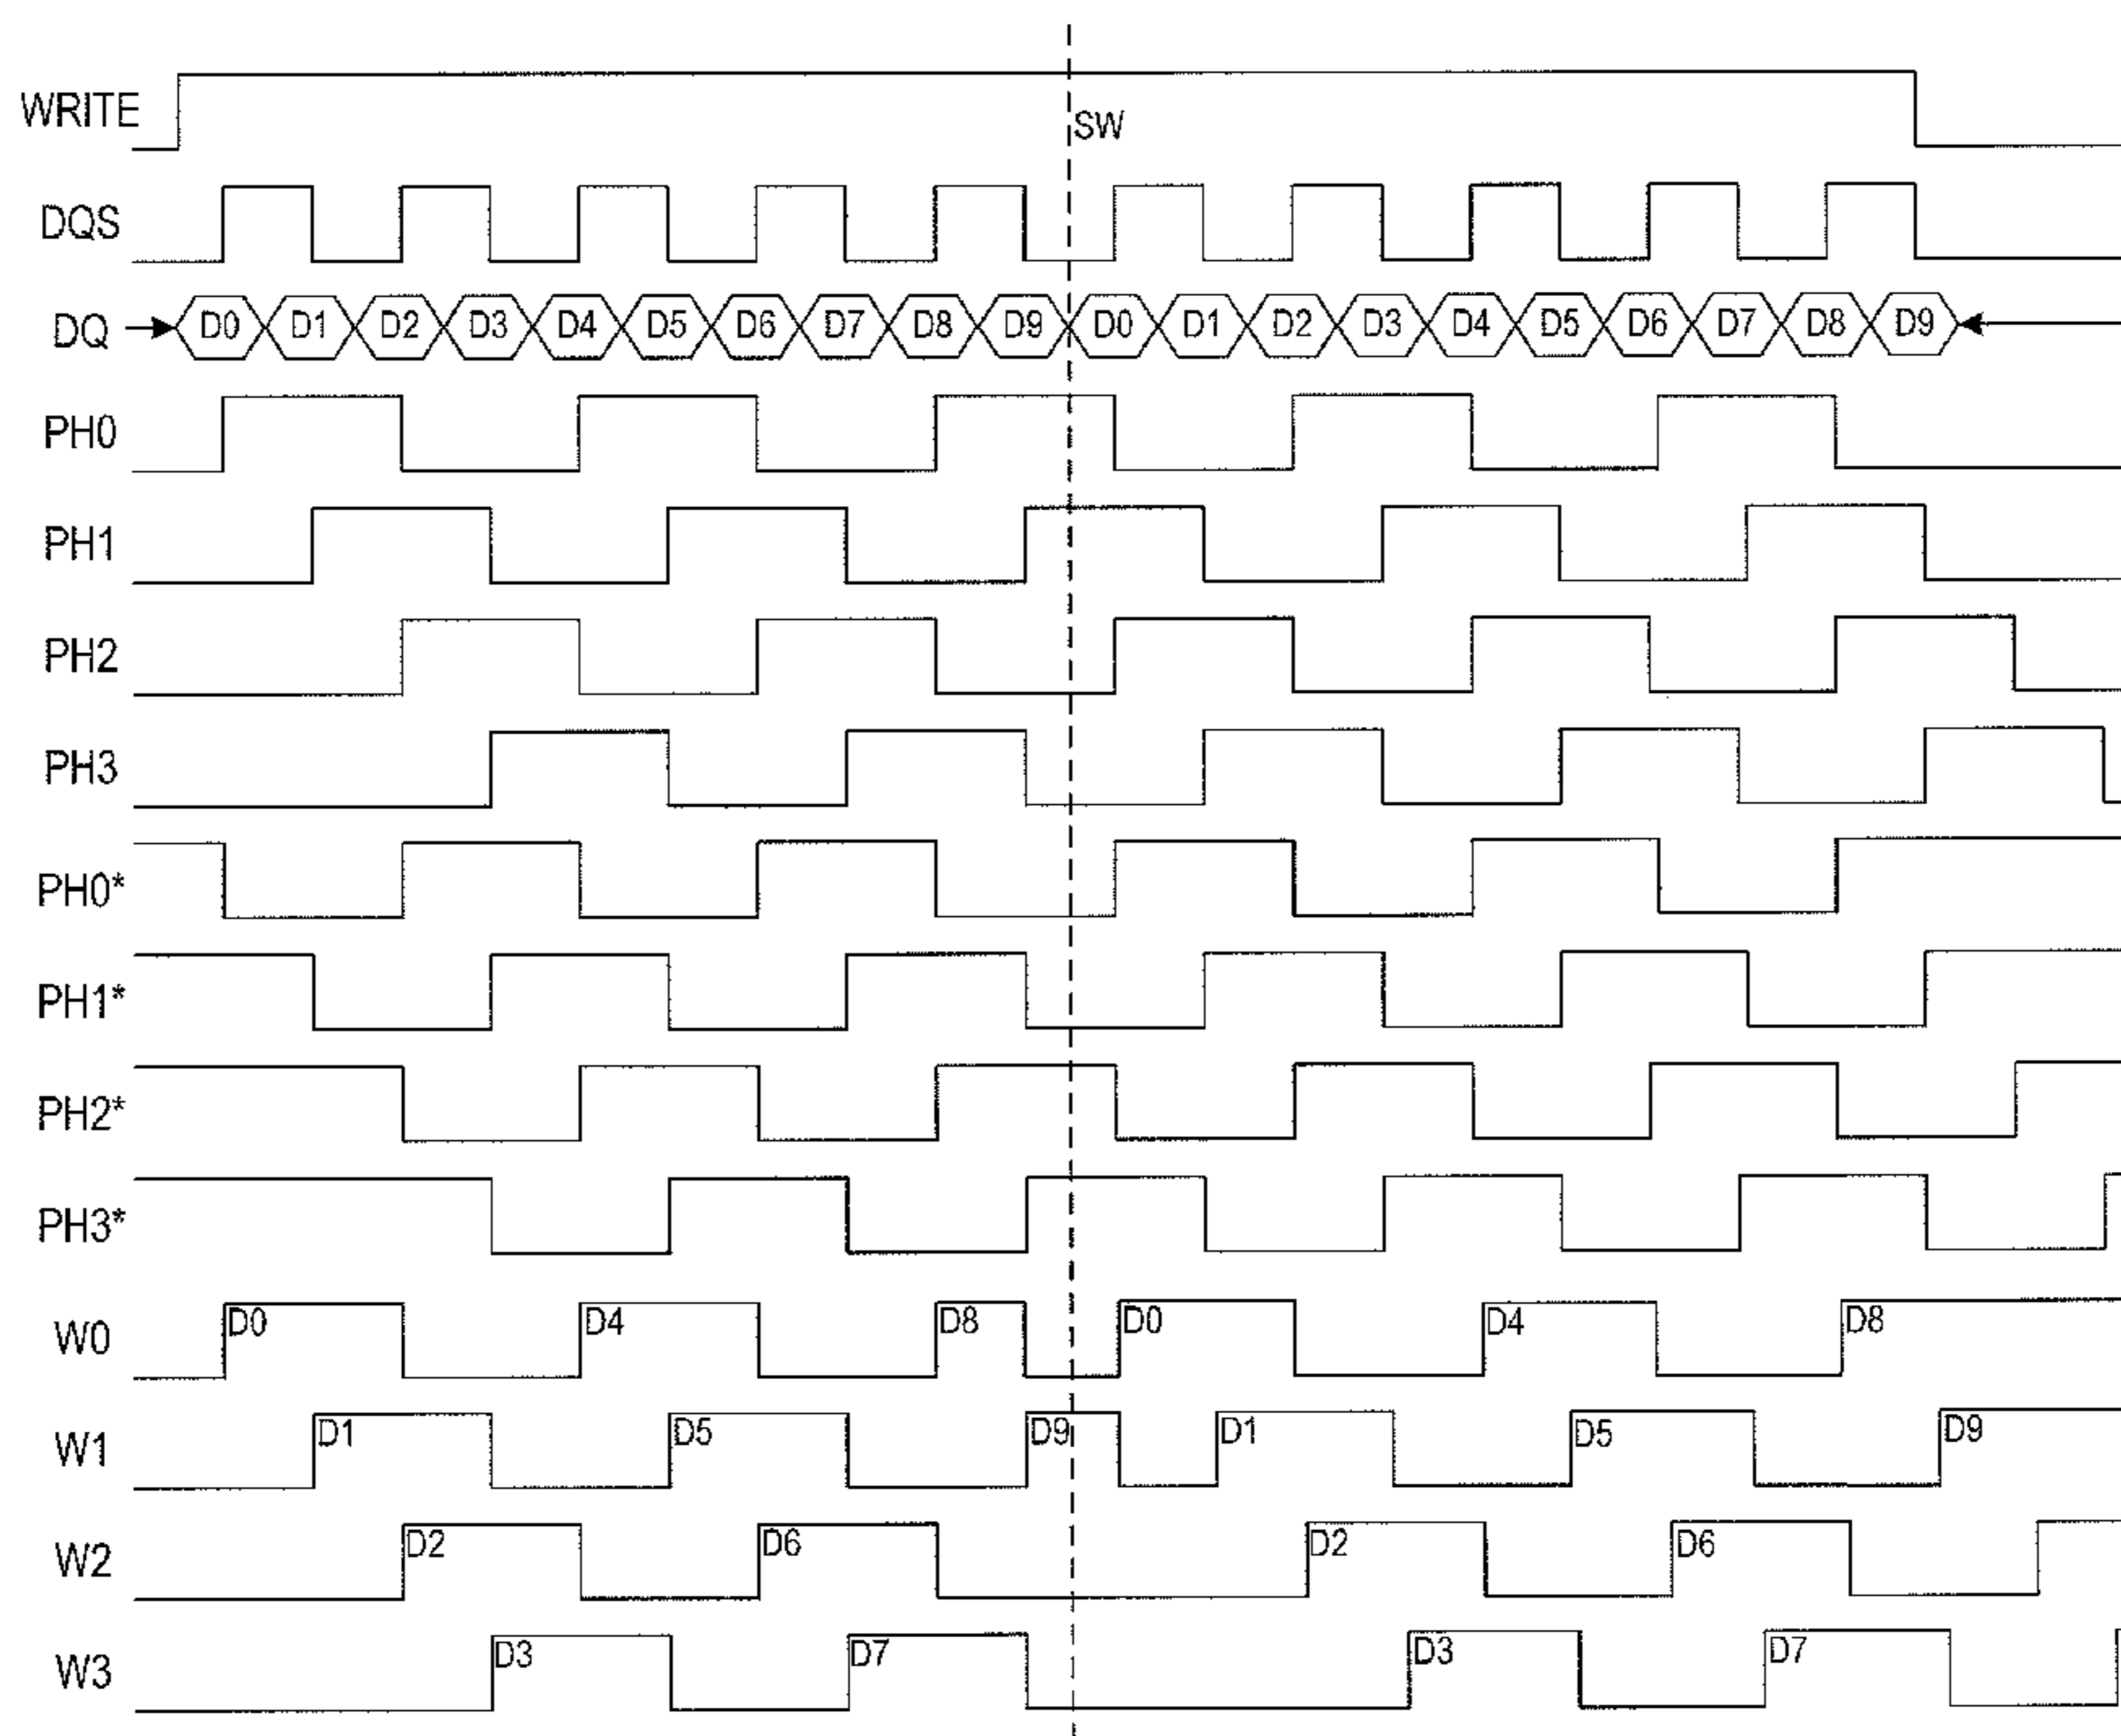 WRITE
SW
DQS
DQ D0 D1 D2 D3 D4 D5 D6 D7 D8 D9 D0 D1 D2 D3 D4 D5 D6 D7 D8 D9
PH0
PH1
PH2
PH3
PH0*
PH1*
PH2*
PH3*
W0 D0 D4 D8 D0 D4 D8
W1 D1 D5 D9 D1 D5 D9
W2 D2 D6 D2 D6
W3 D3 D7 D3 D7